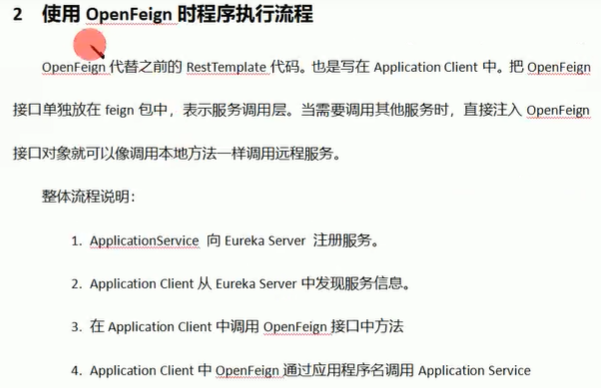 2 使用 OpenFeign 时程序执行流程
OpenFeign 代替之前的 RestTemplate 代码。也是写在 Application Client 中。把 OpenFeign
接口单独放在 feign 包中，表示服务调用层。当需要调用其他服务时，直接注入 OpenFeign
接口对象就可以像调用本地方法一样调用远程服务。
整体流程说明：
1. ApplicationService 向 Eureka Server 注册服务。
2. Application Client 从 Eureka Server 中发现服务信息。
3. 在 Application Client 中调用 OpenFeign 接口中方法
4. Application Client 中 OpenFeign 通过应用程序名调用 Application Service